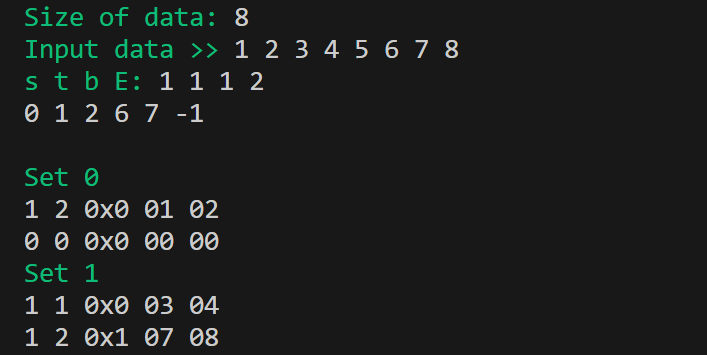 Size of data: 8
Input data >> 1 2 3 4 5 6 7 8
s t b E: 1 1 1 2
0 1 2 6 7 -1
Set 0
1 2 0x0 01 02
0 0 0x0 00 00
Set 1
1 1 0x0 03 04
1 2 0x1 07 08